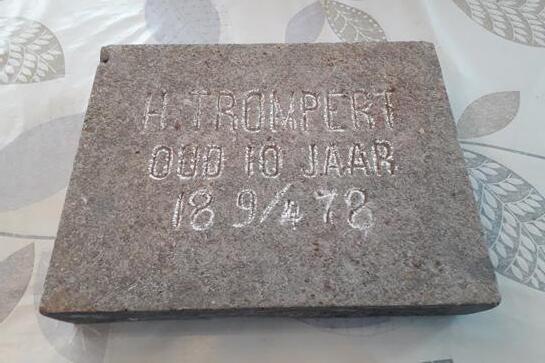 H. TROMPERT
OUD 10 JAAR
18 9/4 78